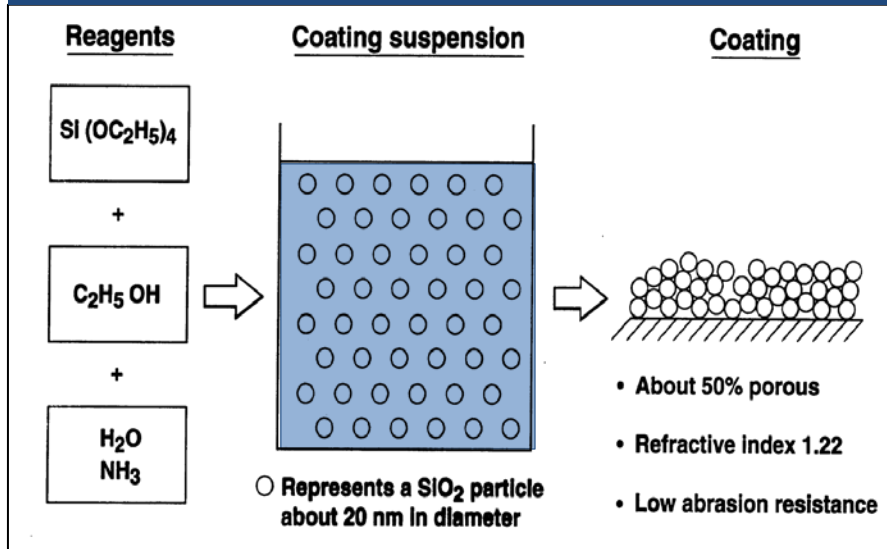 Reagents
Coating suspension
Coating
Si (OC₂H₅)₄
+
C₂H₅ OH
+
H₂O
NH₃
Represents a SiO₂ particle
about 20 nm in diameter
• About 50% porous
• Refractive index 1.22
• Low abrasion resistance